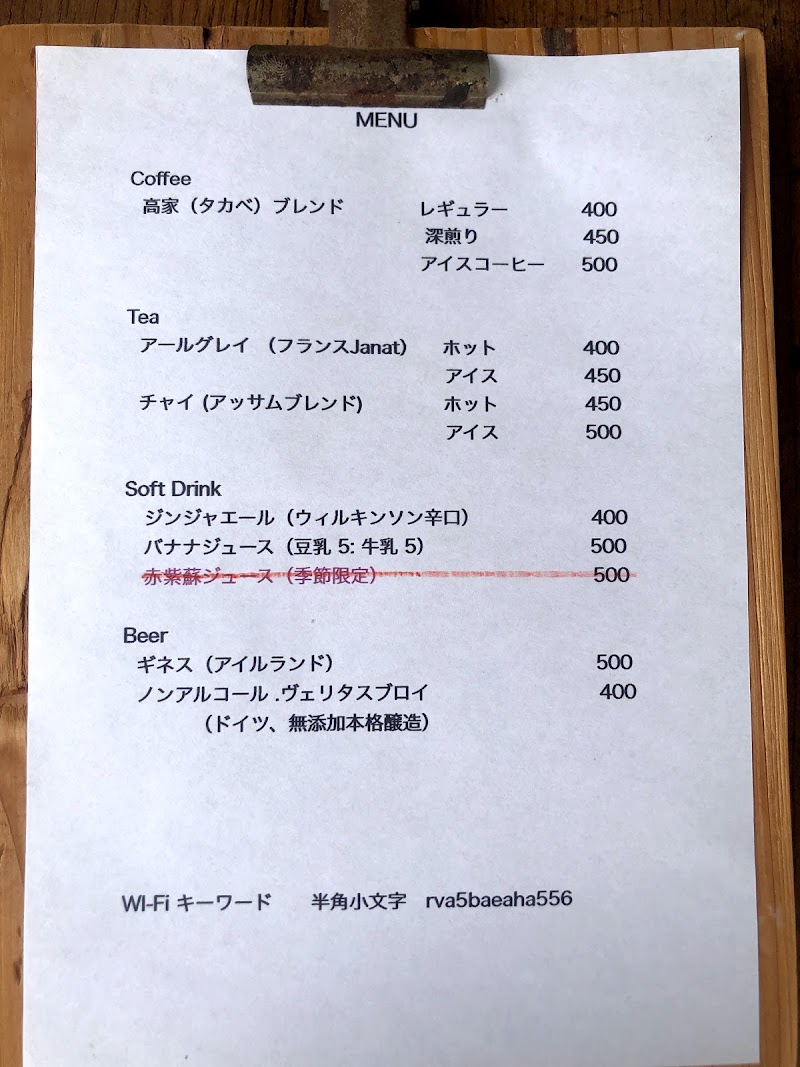 MENU
Coffee
高家（タカベ）ブレンド レギュラー 400
深煎り 450
アイスコーヒー 500
Tea
アールグレイ （フランスJanat） ホット 400
アイス 450
チャイ (アッサムブレンド) ホット 450
アイス 500
Soft Drink
ジンジャエール（ウィルキンソン辛口） 400
バナナジュース（豆乳 5: 牛乳 5） 500
赤紫蘇ジュース（季節限定） 500
Beer
ギネス（アイルランド） 500
ノンアルコール .ヴェリタスブロイ 400
（ドイツ、無添加本格醸造）
WI-Fi キーワード 半角小文字 rva5baeaha556